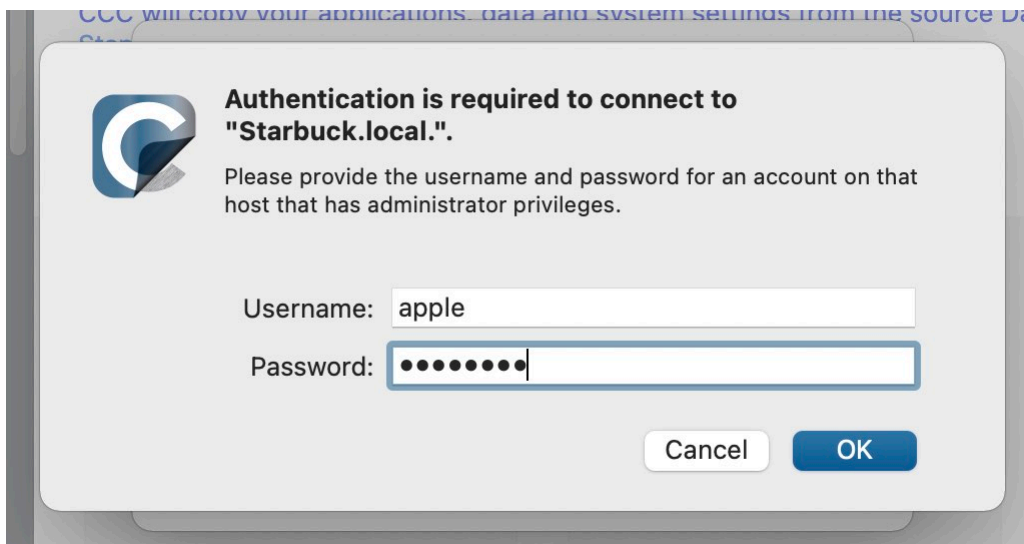 CCC will copy your applications, data and system settings from the source
Authentication is required to connect to
"Starbuck.local.".
Please provide the username and password for an account on that
host that has administrator privileges.
Username: apple
Password: ••••••••
Cancel OK